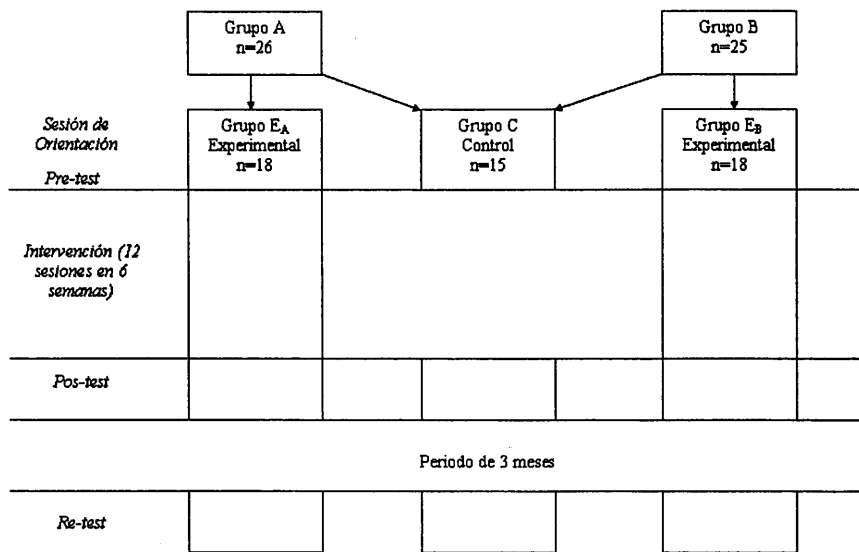 Grupo A
n=26
Grupo B
n=25
Sesión de
Orientación
Pre-test
Grupo EA
Experimental
n=18
Grupo C
Control
n=15
Grupo EB
Experimental
n=18
Intervención (12
sesiones en 6
semanas)
Pos-test
Periodo de 3 meses
Re-test